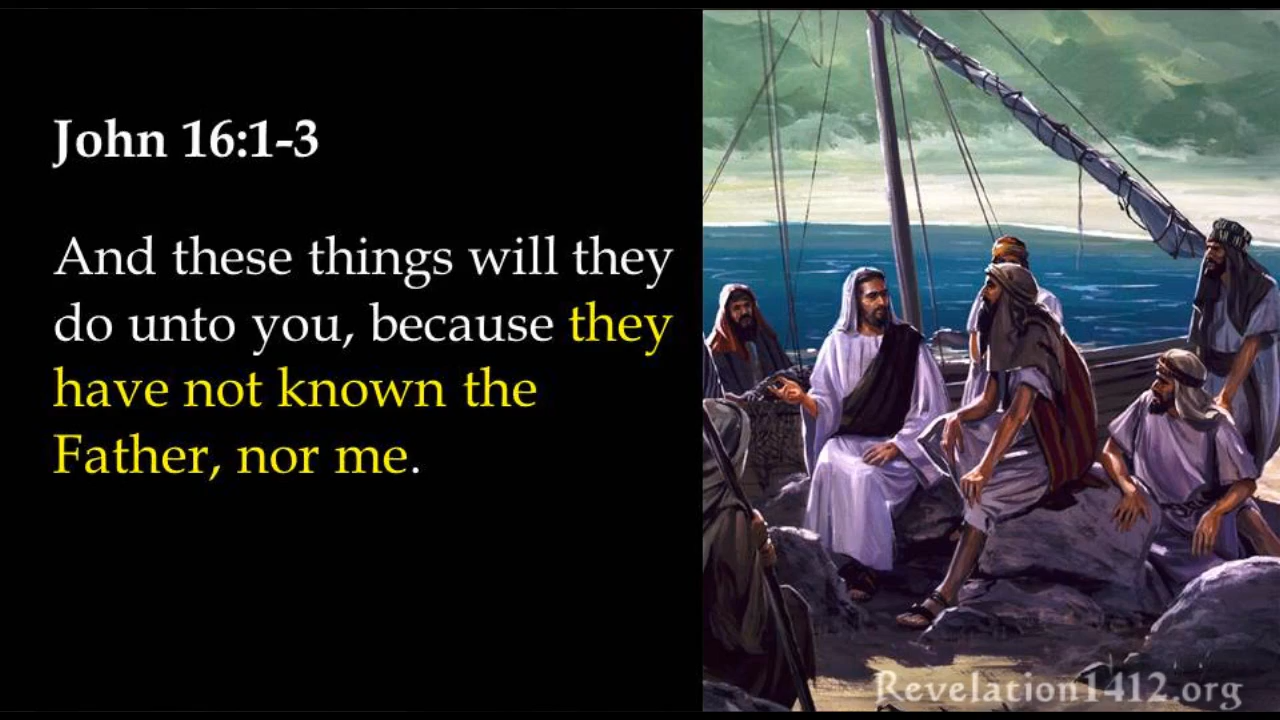 John 16:1-3
And these things will they
do unto you, because they
have not known the
Father, nor me.
Revelation1412.org